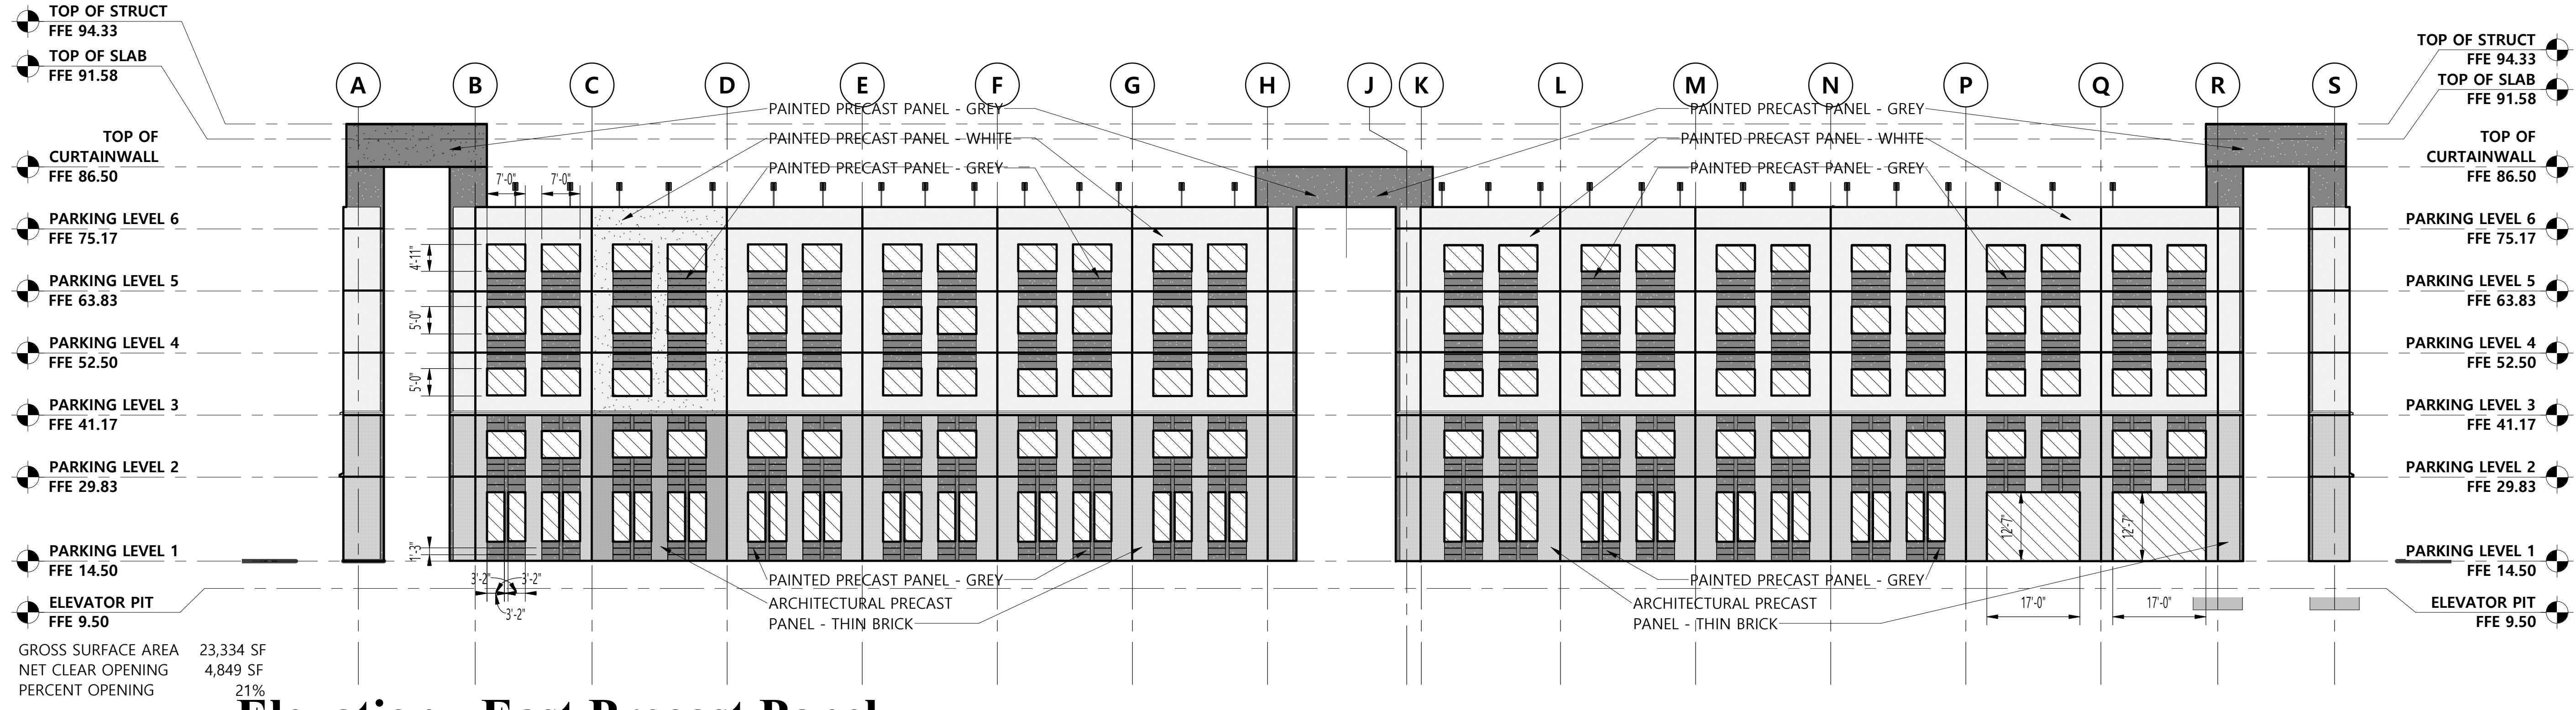 TOP OF STRUCT
FFE 94.33
TOP OF SLAB
FFE 91.58
TOP OF
CURTAINWALL
FFE 86.50
PARKING LEVEL 6
FFE 75.17
PARKING LEVEL 5
FFE 63.83
PARKING LEVEL 4
FFE 52.50
PARKING LEVEL 3
FFE 41.17
PARKING LEVEL 2
FFE 29.83
PARKING LEVEL 1
FFE 14.50
ELEVATOR PIT
FFE 9.50
GROSS SURFACE AREA 23,334 SF
NET CLEAR OPENING 4,849 SF
PERCENT OPENING 21%
A B C D E F G H J K L M N P Q R S
PAINTED PRECAST PANEL - GREY
PAINTED PRECAST PANEL - WHITE
PAINTED PRECAST PANEL - GREY
7'-0" 7'-0"
4'-11"
5'-0"
5'-0"
1'-3"
3'-2" 3'-2"
3'-2"
PAINTED PRECAST PANEL - GREY
ARCHITECTURAL PRECAST
PANEL - THIN BRICK
PAINTED PRECAST PANEL - GREY
PAINTED PRECAST PANEL - WHITE
PAINTED PRECAST PANEL - GREY
12'-7" 12'-7"
PAINTED PRECAST PANEL - GREY
ARCHITECTURAL PRECAST
PANEL - THIN BRICK
17'-0" 17'-0"
TOP OF STRUCT
FFE 94.33
TOP OF SLAB
FFE 91.58
TOP OF
CURTAINWALL
FFE 86.50
PARKING LEVEL 6
FFE 75.17
PARKING LEVEL 5
FFE 63.83
PARKING LEVEL 4
FFE 52.50
PARKING LEVEL 3
FFE 41.17
PARKING LEVEL 2
FFE 29.83
PARKING LEVEL 1
FFE 14.50
ELEVATOR PIT
FFE 9.50